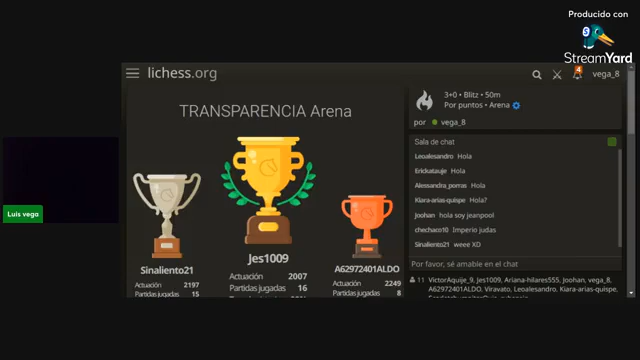 Producido con
StreamYard
lichess.org
4
vega_8
TRANSPARENCIA Arena
3+0 • Blitz • 50m
Por puntos • Arena
por vega_8
Sala de chat
Leoalesandro Hola
Erickatauje Hola
Alessandra_porras Hola
Kiara-arias-quispe Hola?
Joohan hola soy jeanpool
chechaco10 Imperio judas
Sinaliento21 weee XD
Por favor, sé amable en el chat
11 VictorAquije_9, Jes1009, Ariana-hilares555, Joohan, vega_8,
A62972401ALDO, Viravato, Leoalesandro, Kiara-arias-quispe,
Luis vega
Sinaliento21
Actuación 2197
Partidas jugadas 15
Jes1009
Actuación 2007
Partidas jugadas 16
A62972401ALDO
Actuación 2249
Partidas jugadas 8